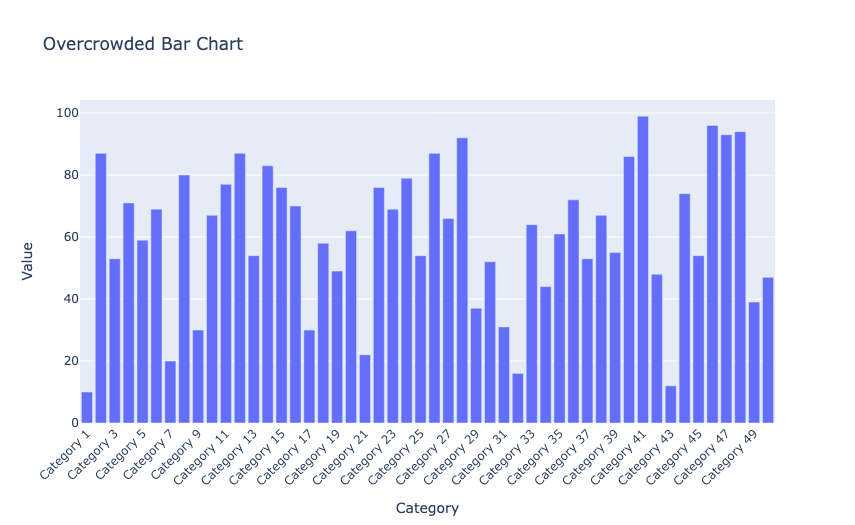 Overcrowded Bar Chart
100
80
60
40
20
0
Value
Category 1
Category 3
Category 5
Category 7
Category 9
Category 11
Category 13
Category 15
Category 17
Category 19
Category 21
Category 23
Category 25
Category 27
Category 29
Category 31
Category 33
Category 35
Category 37
Category 39
Category 41
Category 43
Category 45
Category 47
Category 49
Category